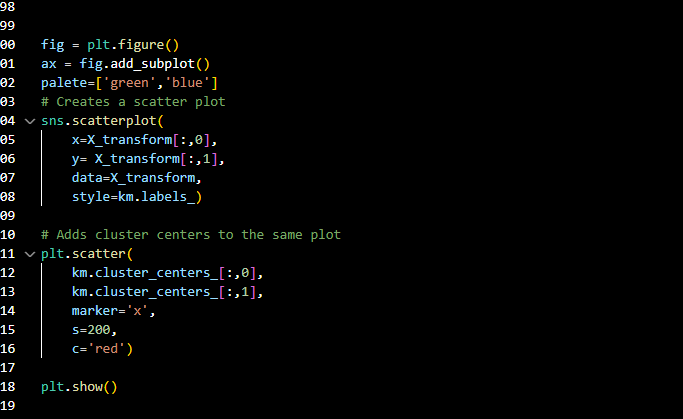 98
99
00 fig = plt.figure()
01 ax = fig.add_subplot()
02 palete=['green','blue']
03 # Creates a scatter plot
04 sns.scatterplot(
05     x=X_transform[:,0],
06     y= X_transform[:,1],
07     data=X_transform,
08     style=km.labels_)
09
10 # Adds cluster centers to the same plot
11 plt.scatter(
12     km.cluster_centers_[:,0],
13     km.cluster_centers_[:,1],
14     marker='x',
15     s=200,
16     c='red')
17
18 plt.show()
19